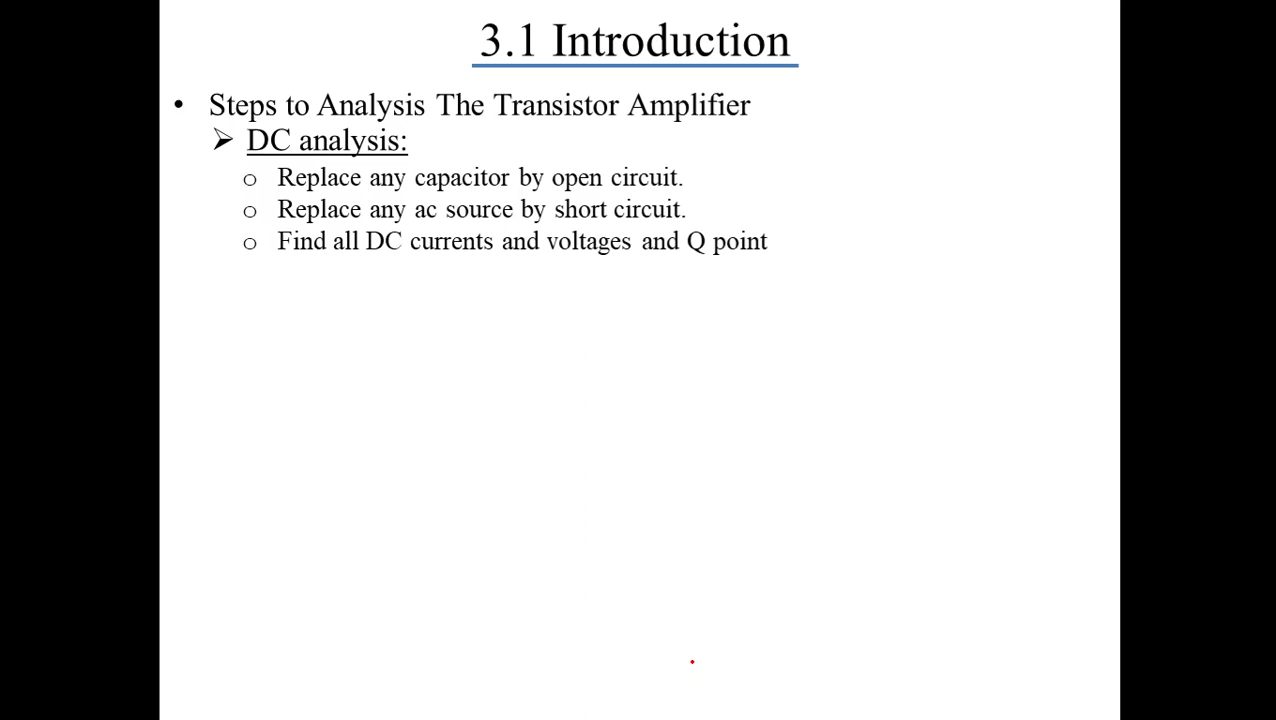 3.1 Introduction
• Steps to Analysis The Transistor Amplifier
➢ DC analysis:
o Replace any capacitor by open circuit.
o Replace any ac source by short circuit.
o Find all DC currents and voltages and Q point